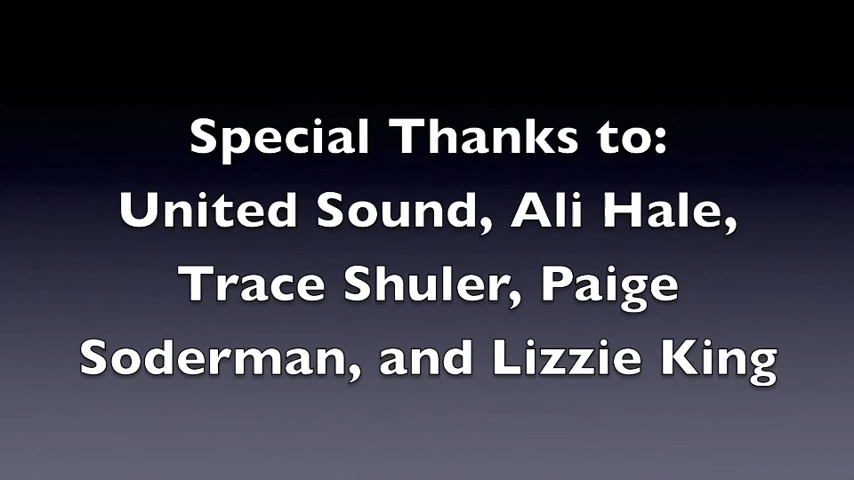 Special Thanks to:
United Sound, Ali Hale,
Trace Shuler, Paige
Soderman, and Lizzie King